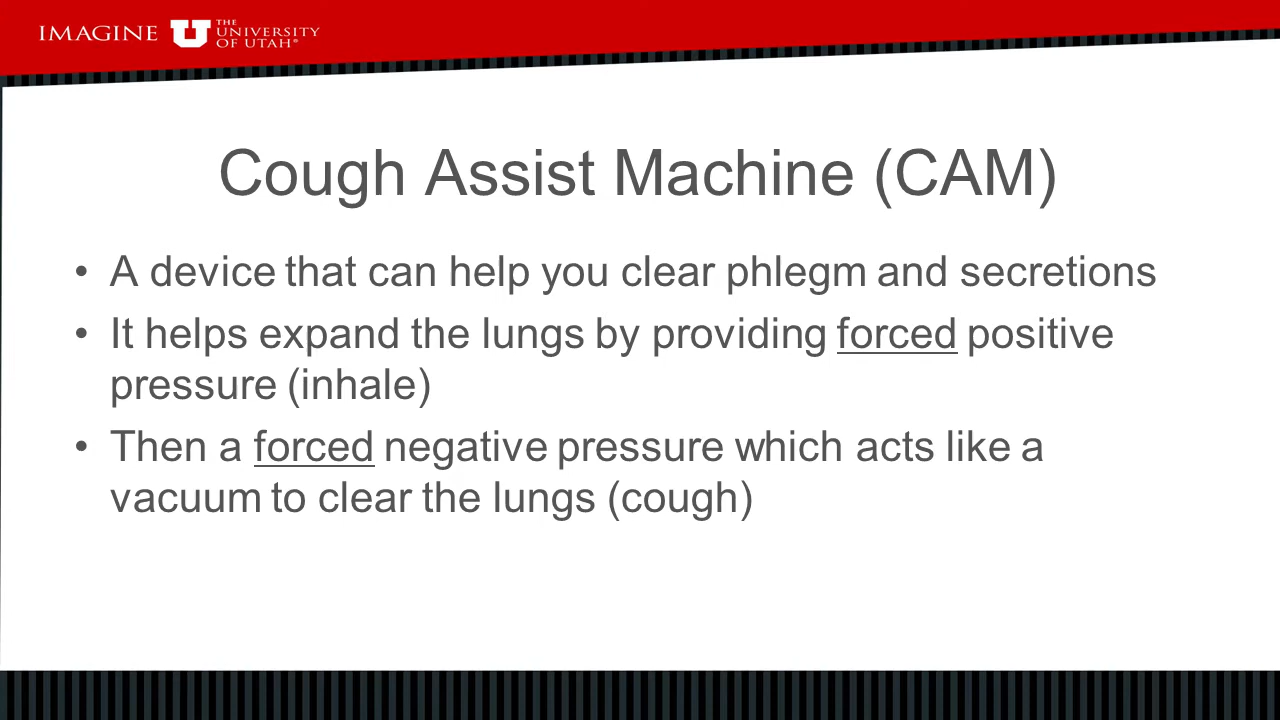 IMAGINE
THE
UNIVERSITY
OF UTAH®
Cough Assist Machine (CAM)
• A device that can help you clear phlegm and secretions
• It helps expand the lungs by providing forced positive
pressure (inhale)
• Then a forced negative pressure which acts like a
vacuum to clear the lungs (cough)